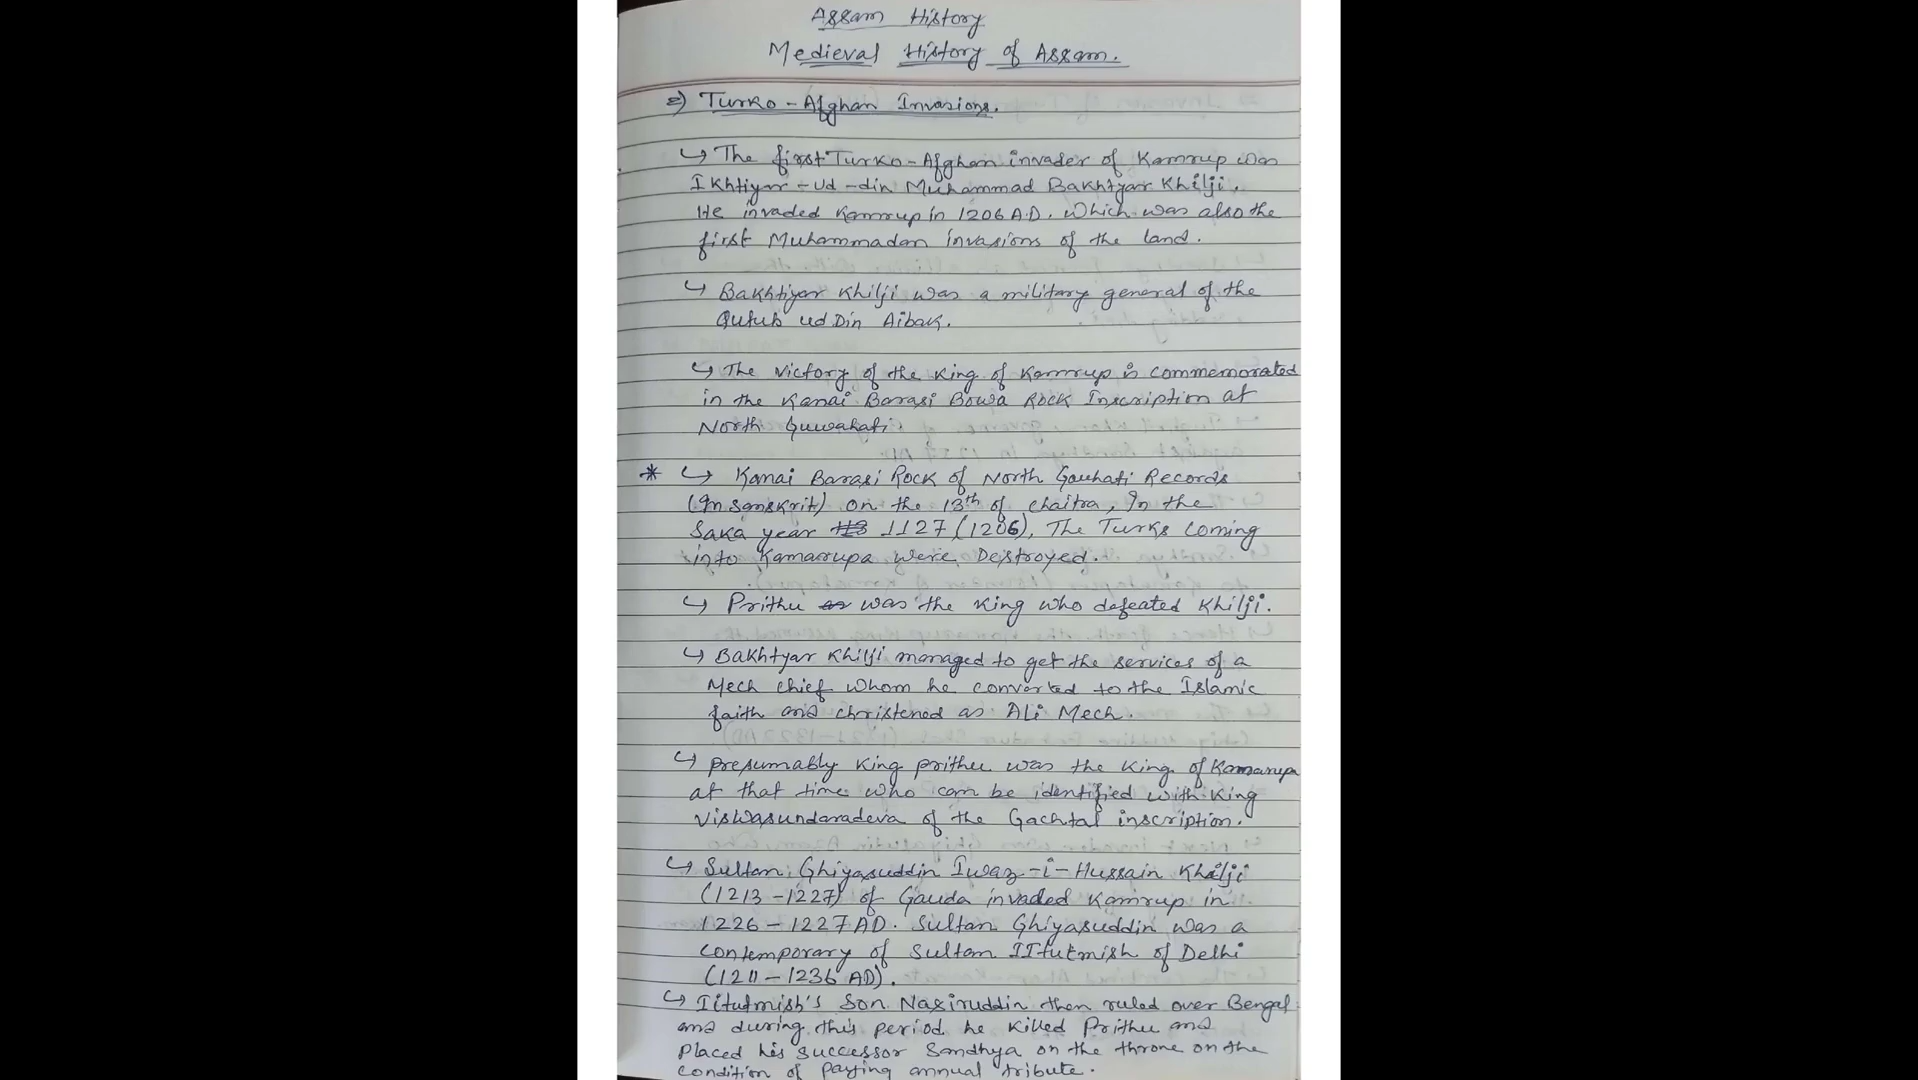 Assam History
Medieval History of Assam.
⇒) Turko-Afghan Invasions.
↪ The first Turko-Afghan invader of Kamrup was
Ikhtiyar-ud-din Muhammad Bakhtyar Khilji.
He invaded Kamrup in 1206 A.D. which was also the
first Muhammadan invasions of the land.
↪ Bakhtiyar Khilji was a military general of the
Qutub ud Din Aibak.
↪ The victory of the King of Kamrup is commemorated
in the Kanai Barasi Bowa Rock Inscription at
North Guwahati.
* ↪ Kanai Barasi Rock of North Gauhati Records
(In Sanskrit) on the 13th of chaitra, In the
Saka year 1127 (1206), The Turks coming
into Kamarupa were Destroyed.
↪ Prithu was the king who defeated Khilji.
↪ Bakhtyar Khilji managed to get the services of a
Mech chief whom he converted to the Islamic
faith and christened as Ali Mech.
↪ Presumably King prithu was the King of Kamarupa
at that time who can be identified with King
Viswasundaradeva of the Gachtal inscription.
↪ Sultan Ghiyasuddin Iwaz-i-Hussain Khalji
(1213-1227) of Gauda invaded Kamrup in
1226-1227 AD. Sultan Ghiyasuddin was a
contemporary of Sultan IItutmish of Delhi
(1211-1236 AD).
↪ Iltutmish's Son Nasiruddin then ruled over Bengal
and during this period he killed Prithu and
placed his successor Sandhya on the throne on the
condition of paying annual tribute.